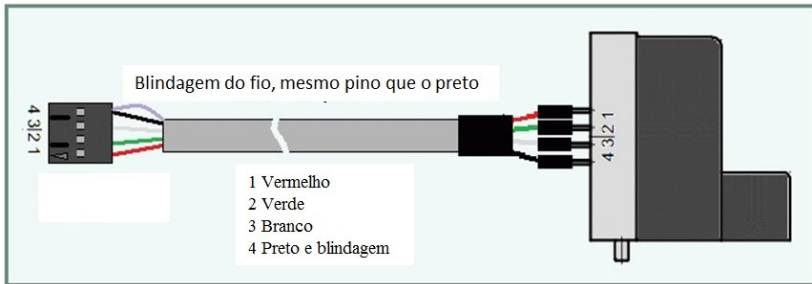 Blindagem do fio, mesmo pino que o preto
4 3 2 1
4 3 2 1
1 Vermelho
2 Verde
3 Branco
4 Preto e blindagem